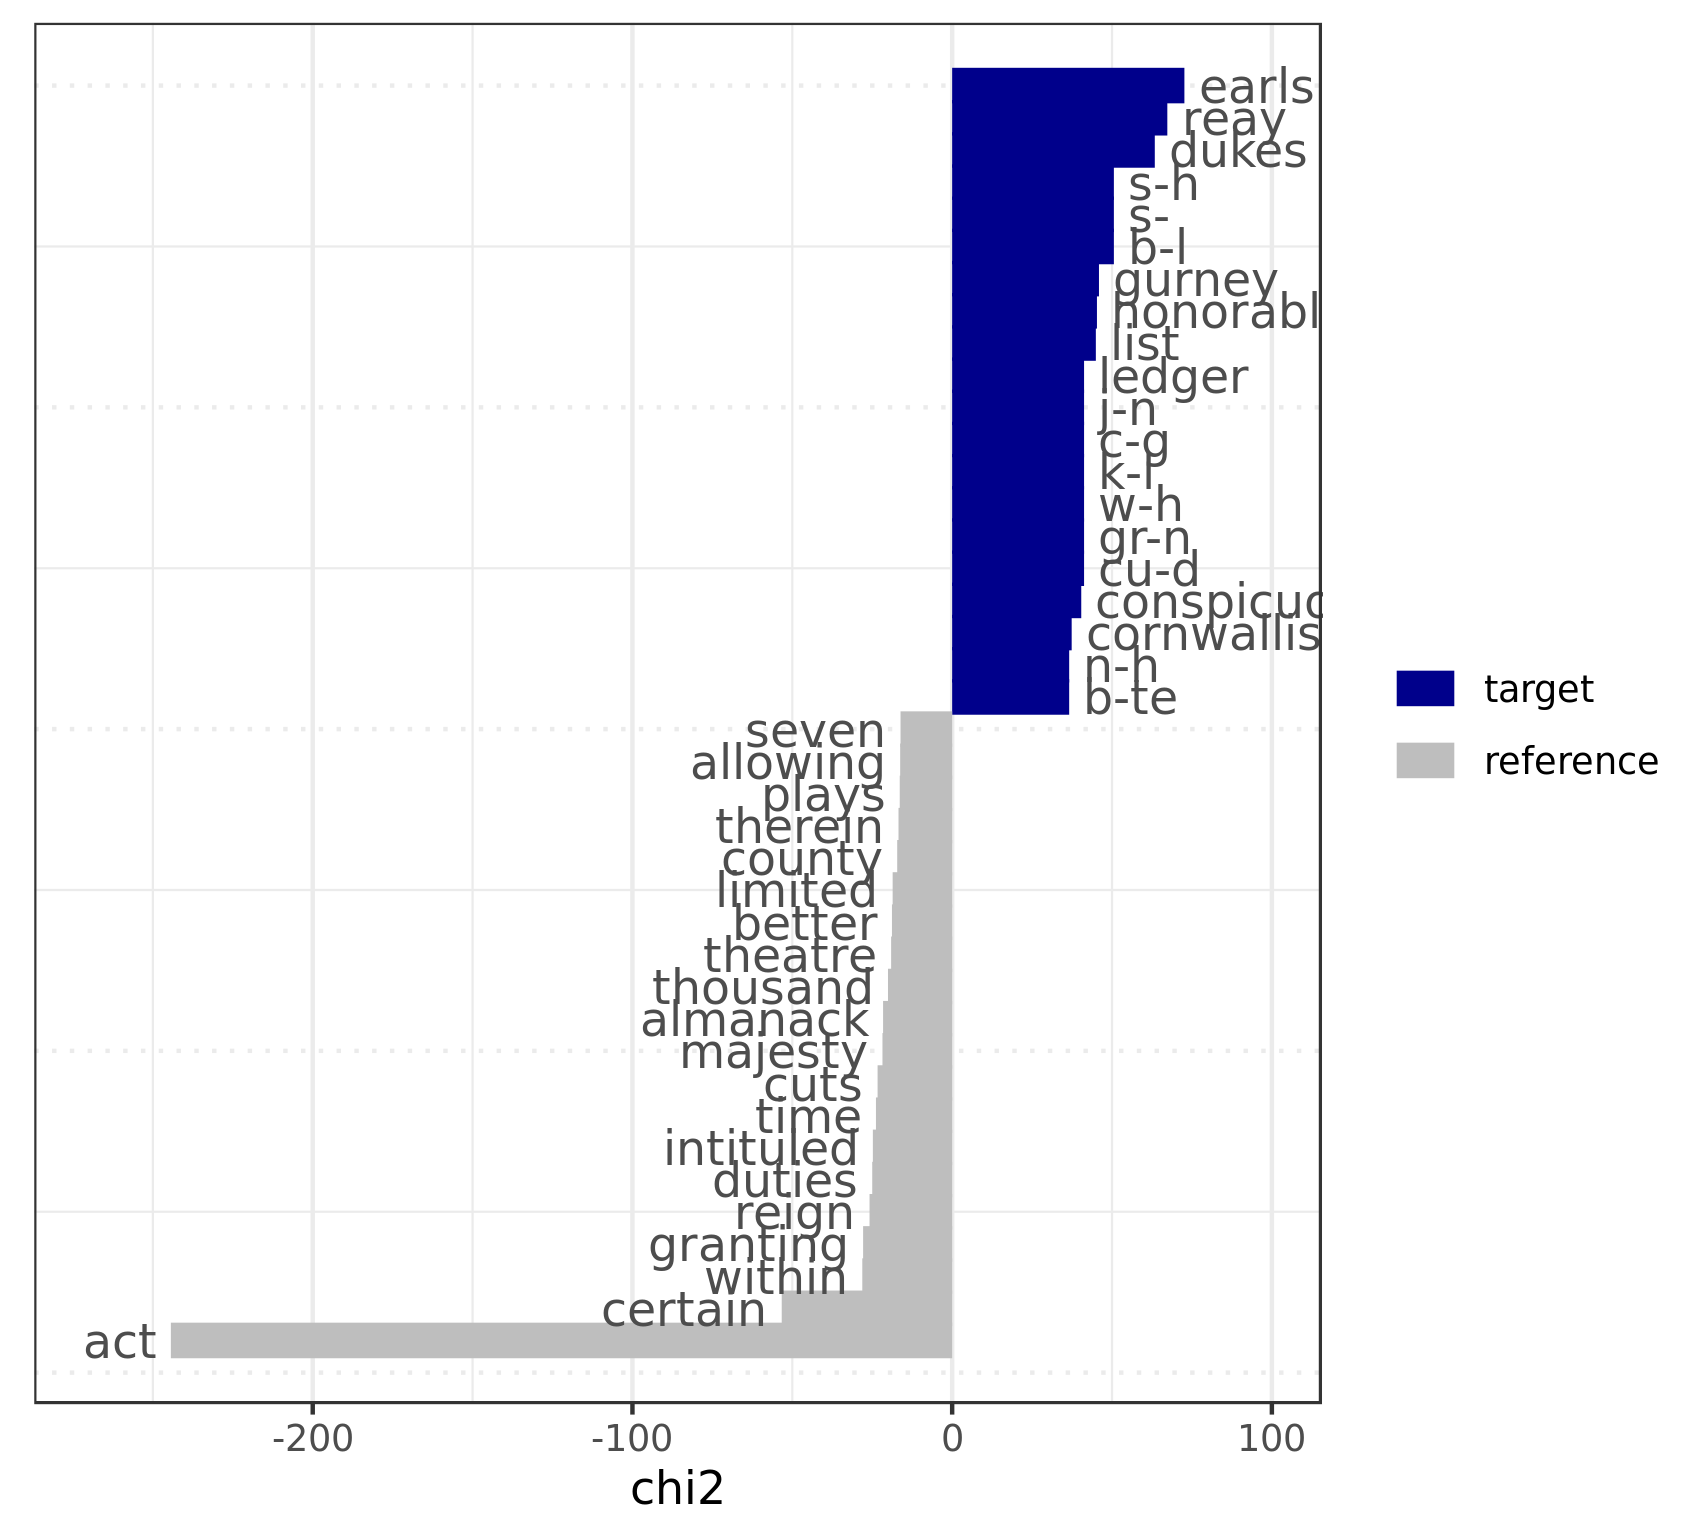 earls
reay
dukes
s-h
s-
b-l
gurney
honorabl
list
ledger
j-n
c-g
k-l
w-h
gr-n
cu-d
conspicuo
cornwallis
n-h
b-te
seven
allowing
plays
therein
county
limited
better
theatre
thousand
almanack
majesty
cuts
time
intituled
duties
reign
granting
within
certain
act
-200 -100 0 100
chi2
target
reference